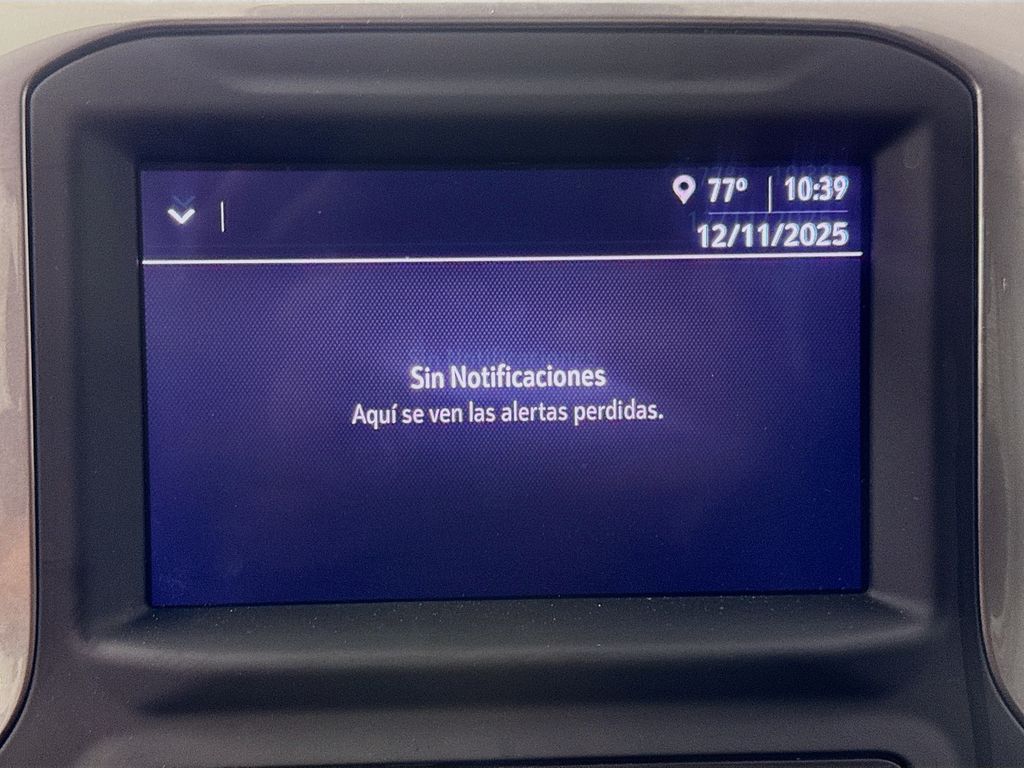 77° | 10:39
12/11/2025
Sin Notificaciones
Aquí se ven las alertas perdidas.